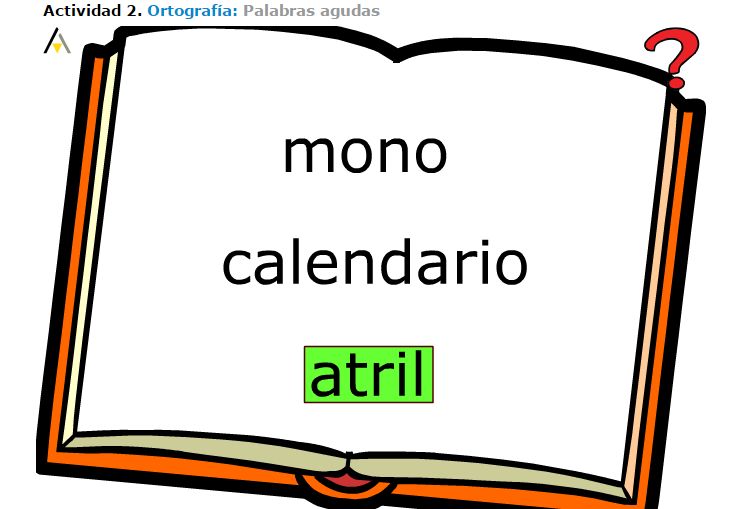 Actividad 2. Ortografía: Palabras agudas
?
mono
calendario
atril